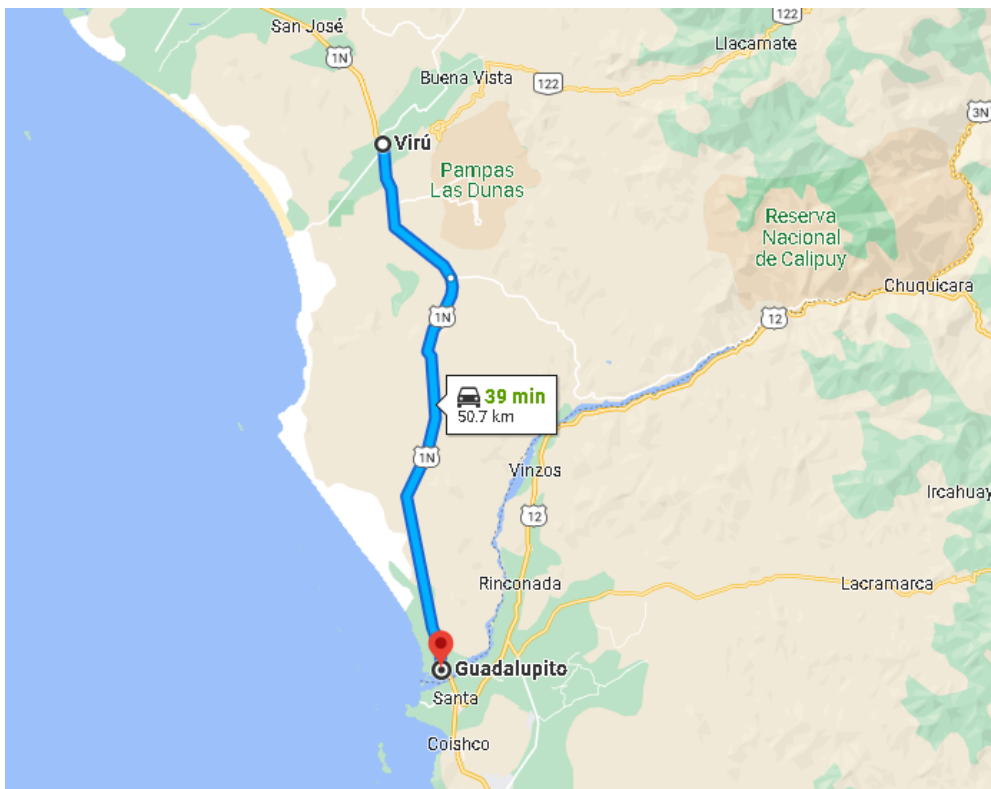 122
San José
1N
Llacamate
Buena Vista
122
3N
Virú
Pampas
Las Dunas
Reserva
Nacional
de Calipuy
Chuquicara
1N
12
39 min
50.7 km
1N
Vinzos
Ircahuay
12
Rinconada
Lacramarca
Guadalupito
Santa
Coishco